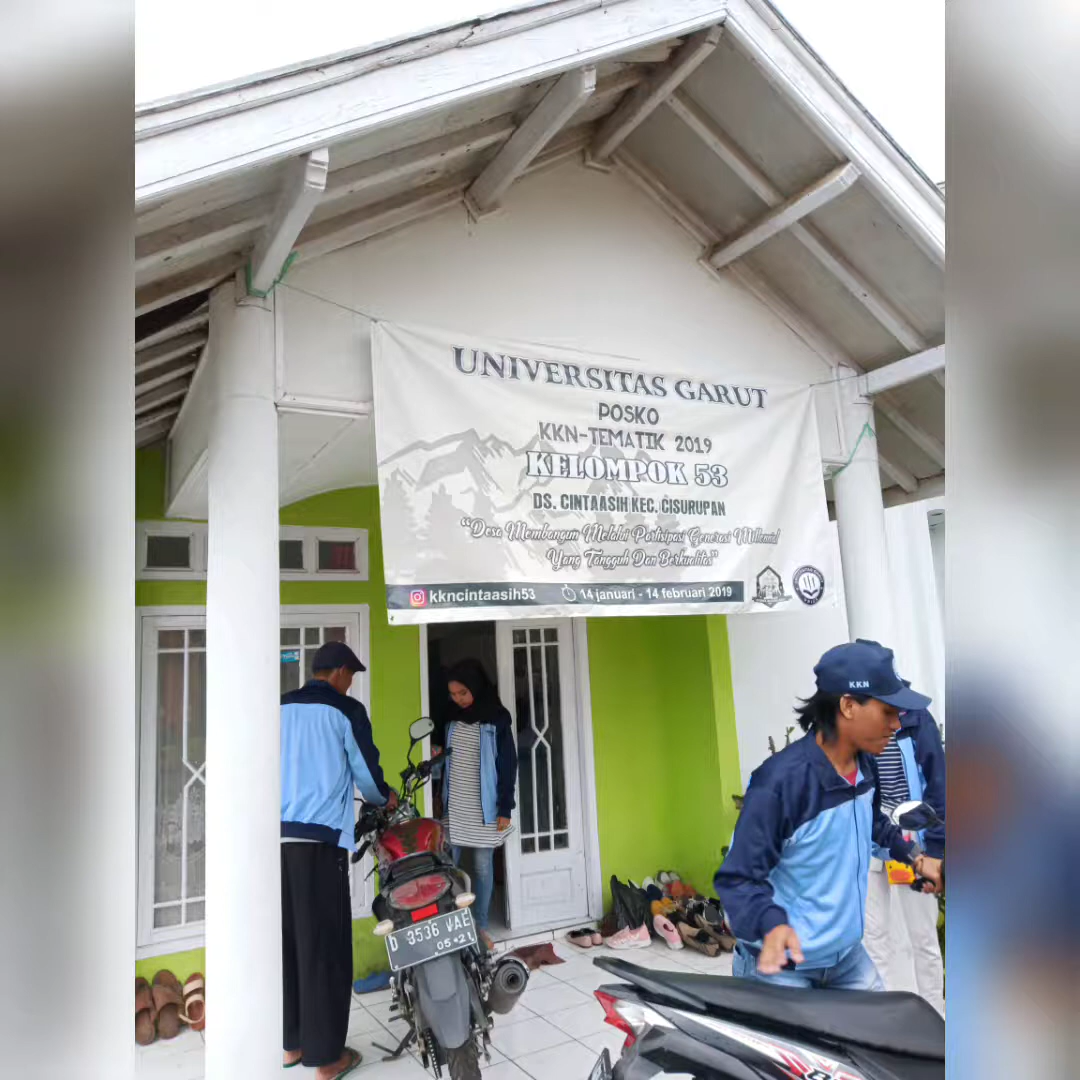 UNIVERSITAS GARUT
POSKO
KKN-TEMATIK 2019
KELOMPOK 53
DS. CINTAASIH KEC. CISURUPAN
"Desa Membangun Melalui Partisipasi Generasi Millennial
Yang Tangguh Dan Berkualitas"
kkncintaasih53 14 januari - 14 februari 2019
KKN
D 3536 VAE
05•21